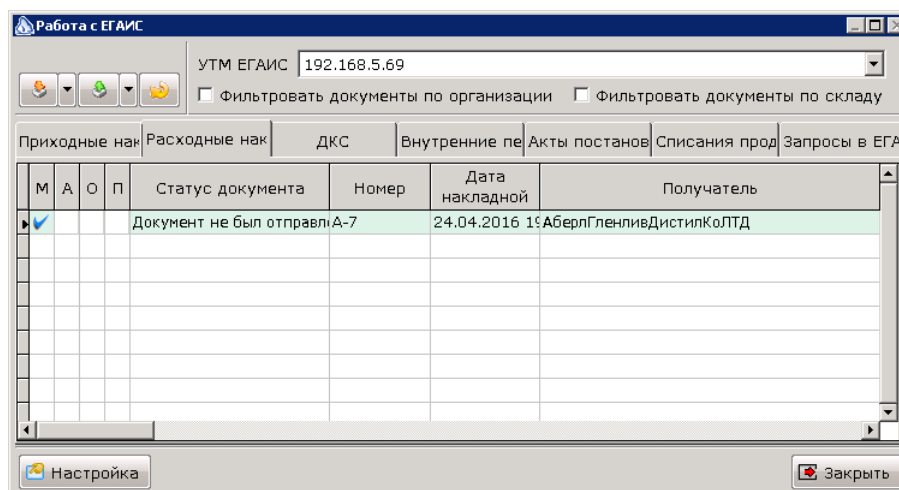 Работа с ЕГАИС
УТМ ЕГАИС 192.168.5.69
Фильтровать документы по организации Фильтровать документы по складу
Приходные нак Расходные нак ДКС Внутренние пе Акты постанов Списания прод Запросы в ЕГА
М А О П Статус документа Номер Дата накладной Получатель
Документ не был отправл А-7 24.04.2016 19 АберлГленливДистилКоЛТД
Настройка Закрыть